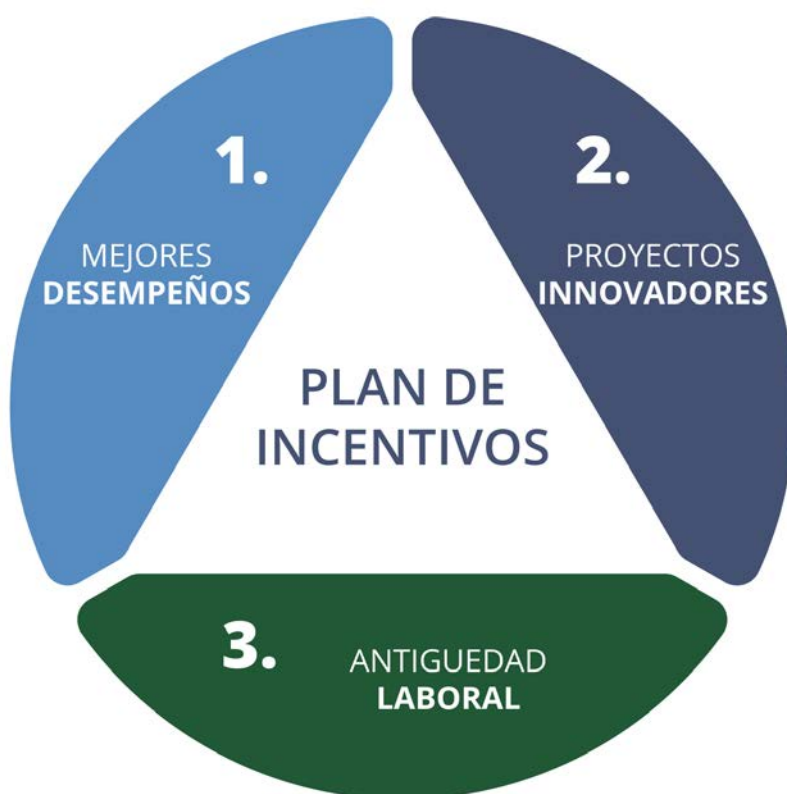 1.
MEJORES
DESEMPEÑOS
2.
PROYECTOS
INNOVADORES
PLAN DE
INCENTIVOS
3.
ANTIGUEDAD
LABORAL